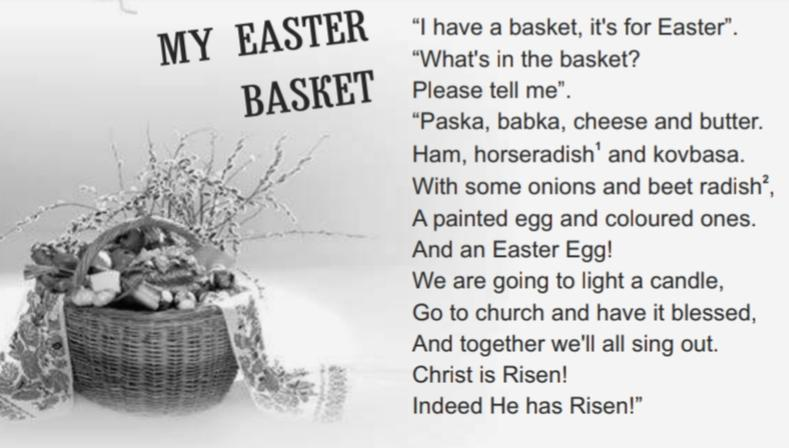 MY EASTER
BASKET
“I have a basket, it's for Easter”.
“What's in the basket?
Please tell me”.
“Paska, babka, cheese and butter.
Ham, horseradish¹ and kovbasa.
With some onions and beet radish²,
A painted egg and coloured ones.
And an Easter Egg!
We are going to light a candle,
Go to church and have it blessed,
And together we'll all sing out.
Christ is Risen!
Indeed He has Risen!”